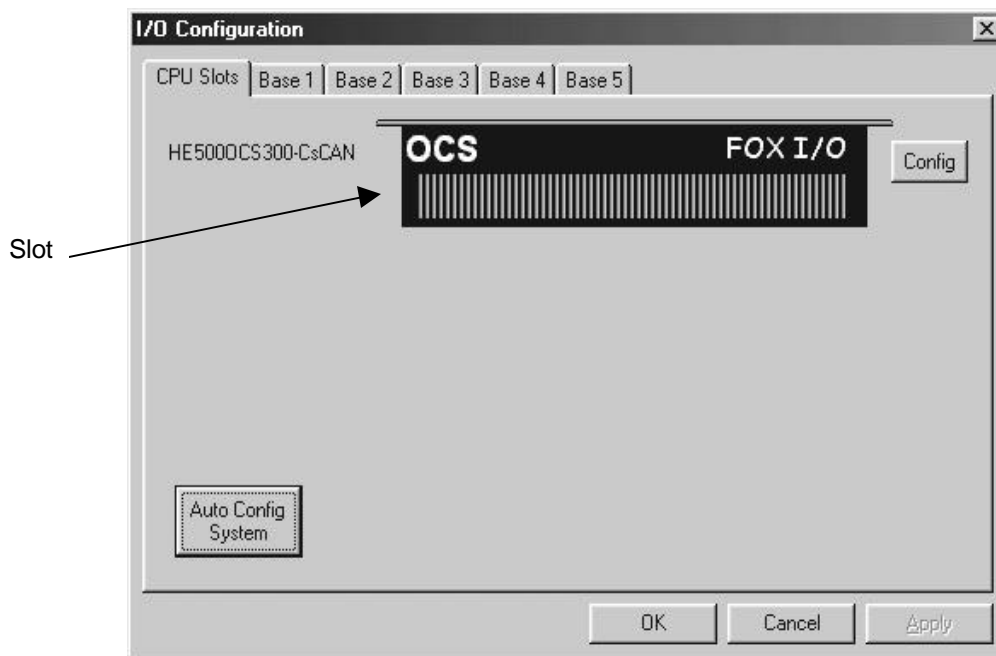 I/O Configuration
CPU Slots Base 1 Base 2 Base 3 Base 4 Base 5
HE500OCS300-CsCAN
OCS FOX I/O
Config
Slot
Auto Config
System
OK Cancel Apply